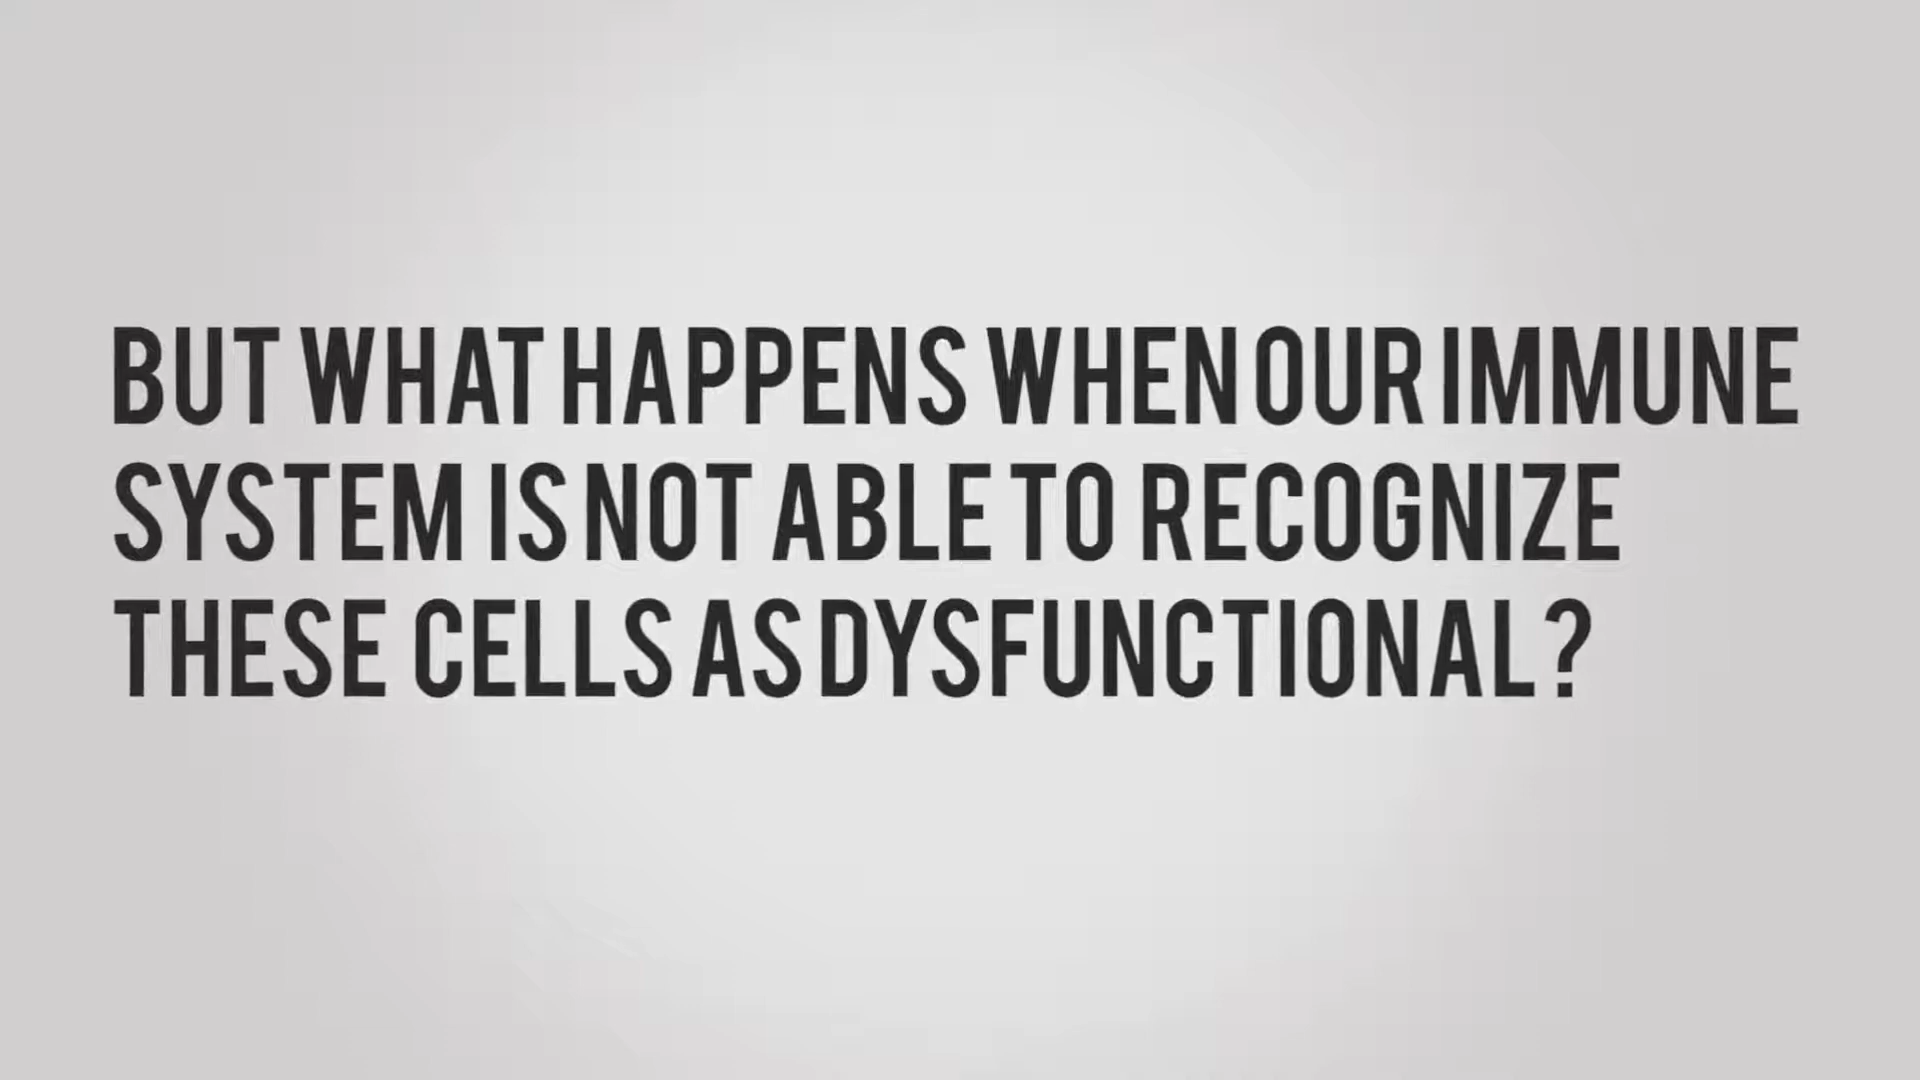 BUT WHAT HAPPENS WHEN OUR IMMUNE
SYSTEM IS NOT ABLE TO RECOGNIZE
THESE CELLS AS DYSFUNCTIONAL?